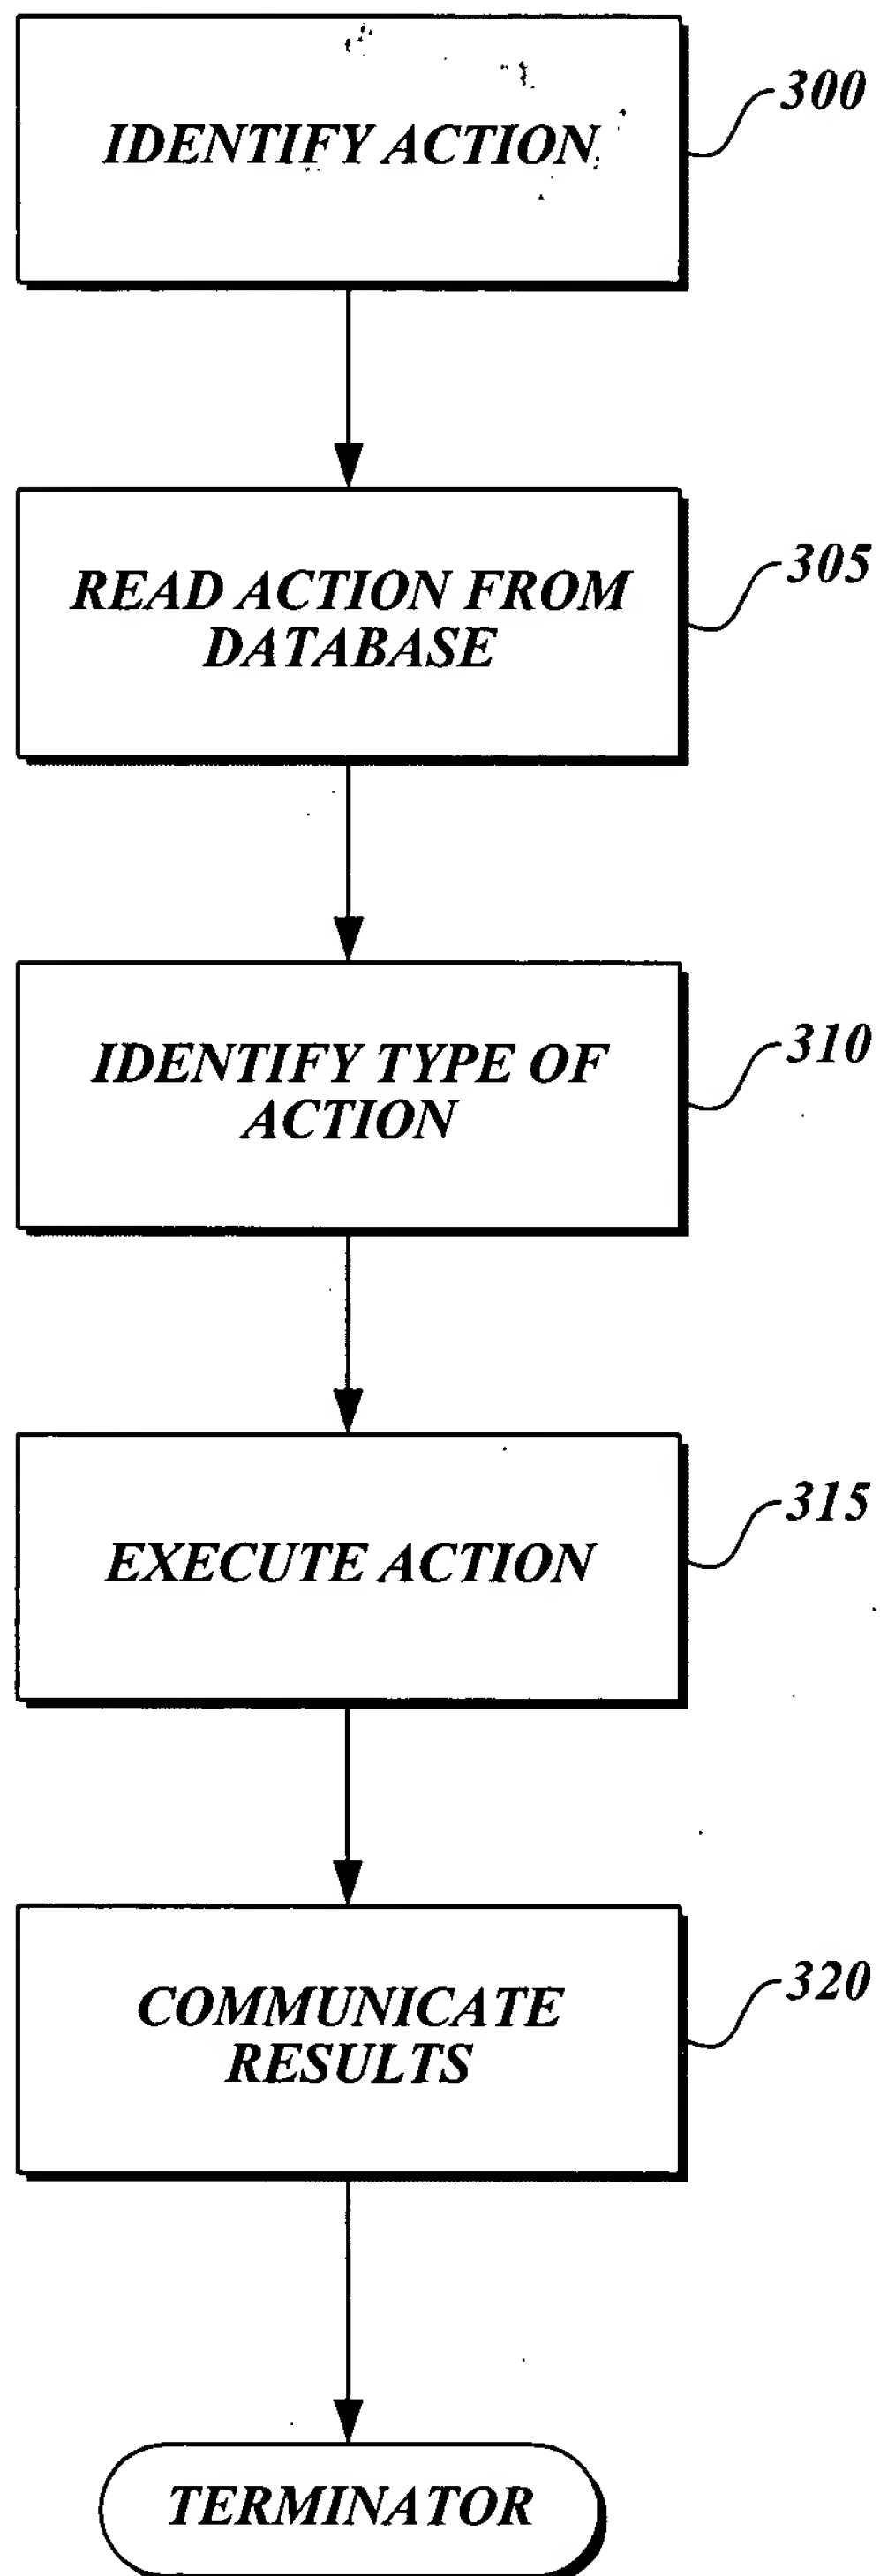 IDENTIFY ACTION
300
READ ACTION FROM
DATABASE
305
IDENTIFY TYPE OF
ACTION
310
EXECUTE ACTION
315
COMMUNICATE
RESULTS
320
TERMINATOR